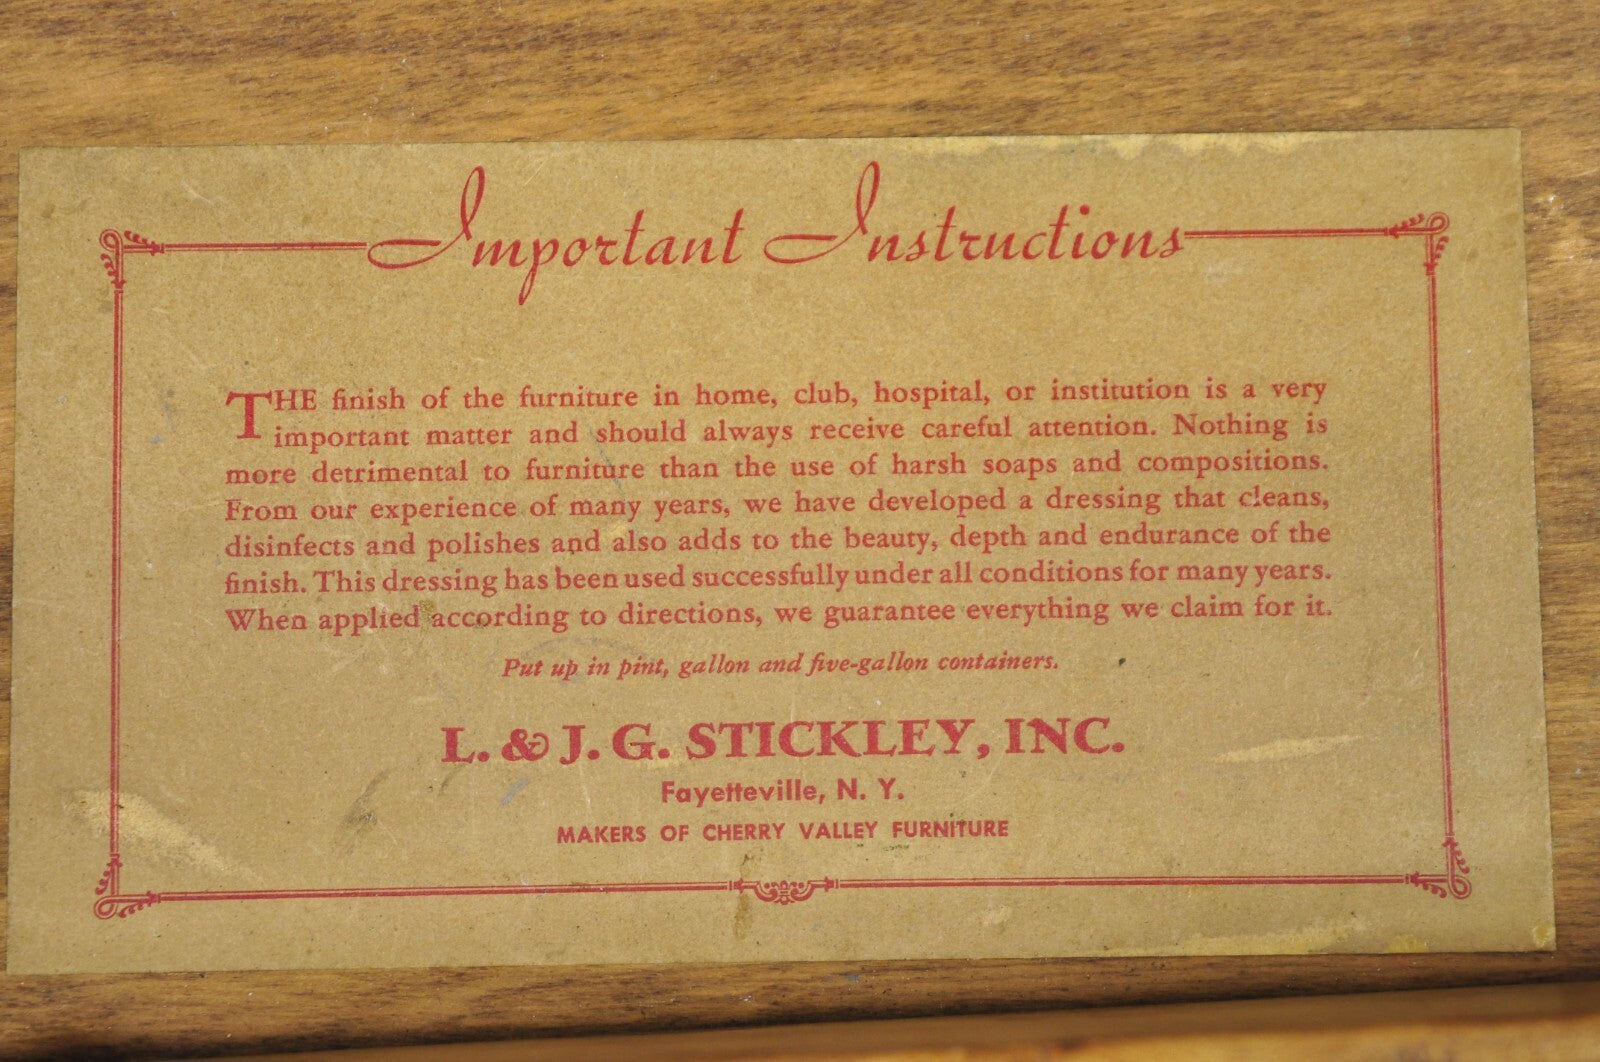 Important Instructions
THE finish of the furniture in home, club, hospital, or institution is a very
important matter and should always receive careful attention. Nothing is
more detrimental to furniture than the use of harsh soaps and compositions.
From our experience of many years, we have developed a dressing that cleans,
disinfects and polishes and also adds to the beauty, depth and endurance of the
finish. This dressing has been used successfully under all conditions for many years.
When applied according to directions, we guarantee everything we claim for it.
Put up in pint, gallon and five-gallon containers.
L. & J. G. STICKLEY, INC.
Fayetteville, N. Y.
MAKERS OF CHERRY VALLEY FURNITURE